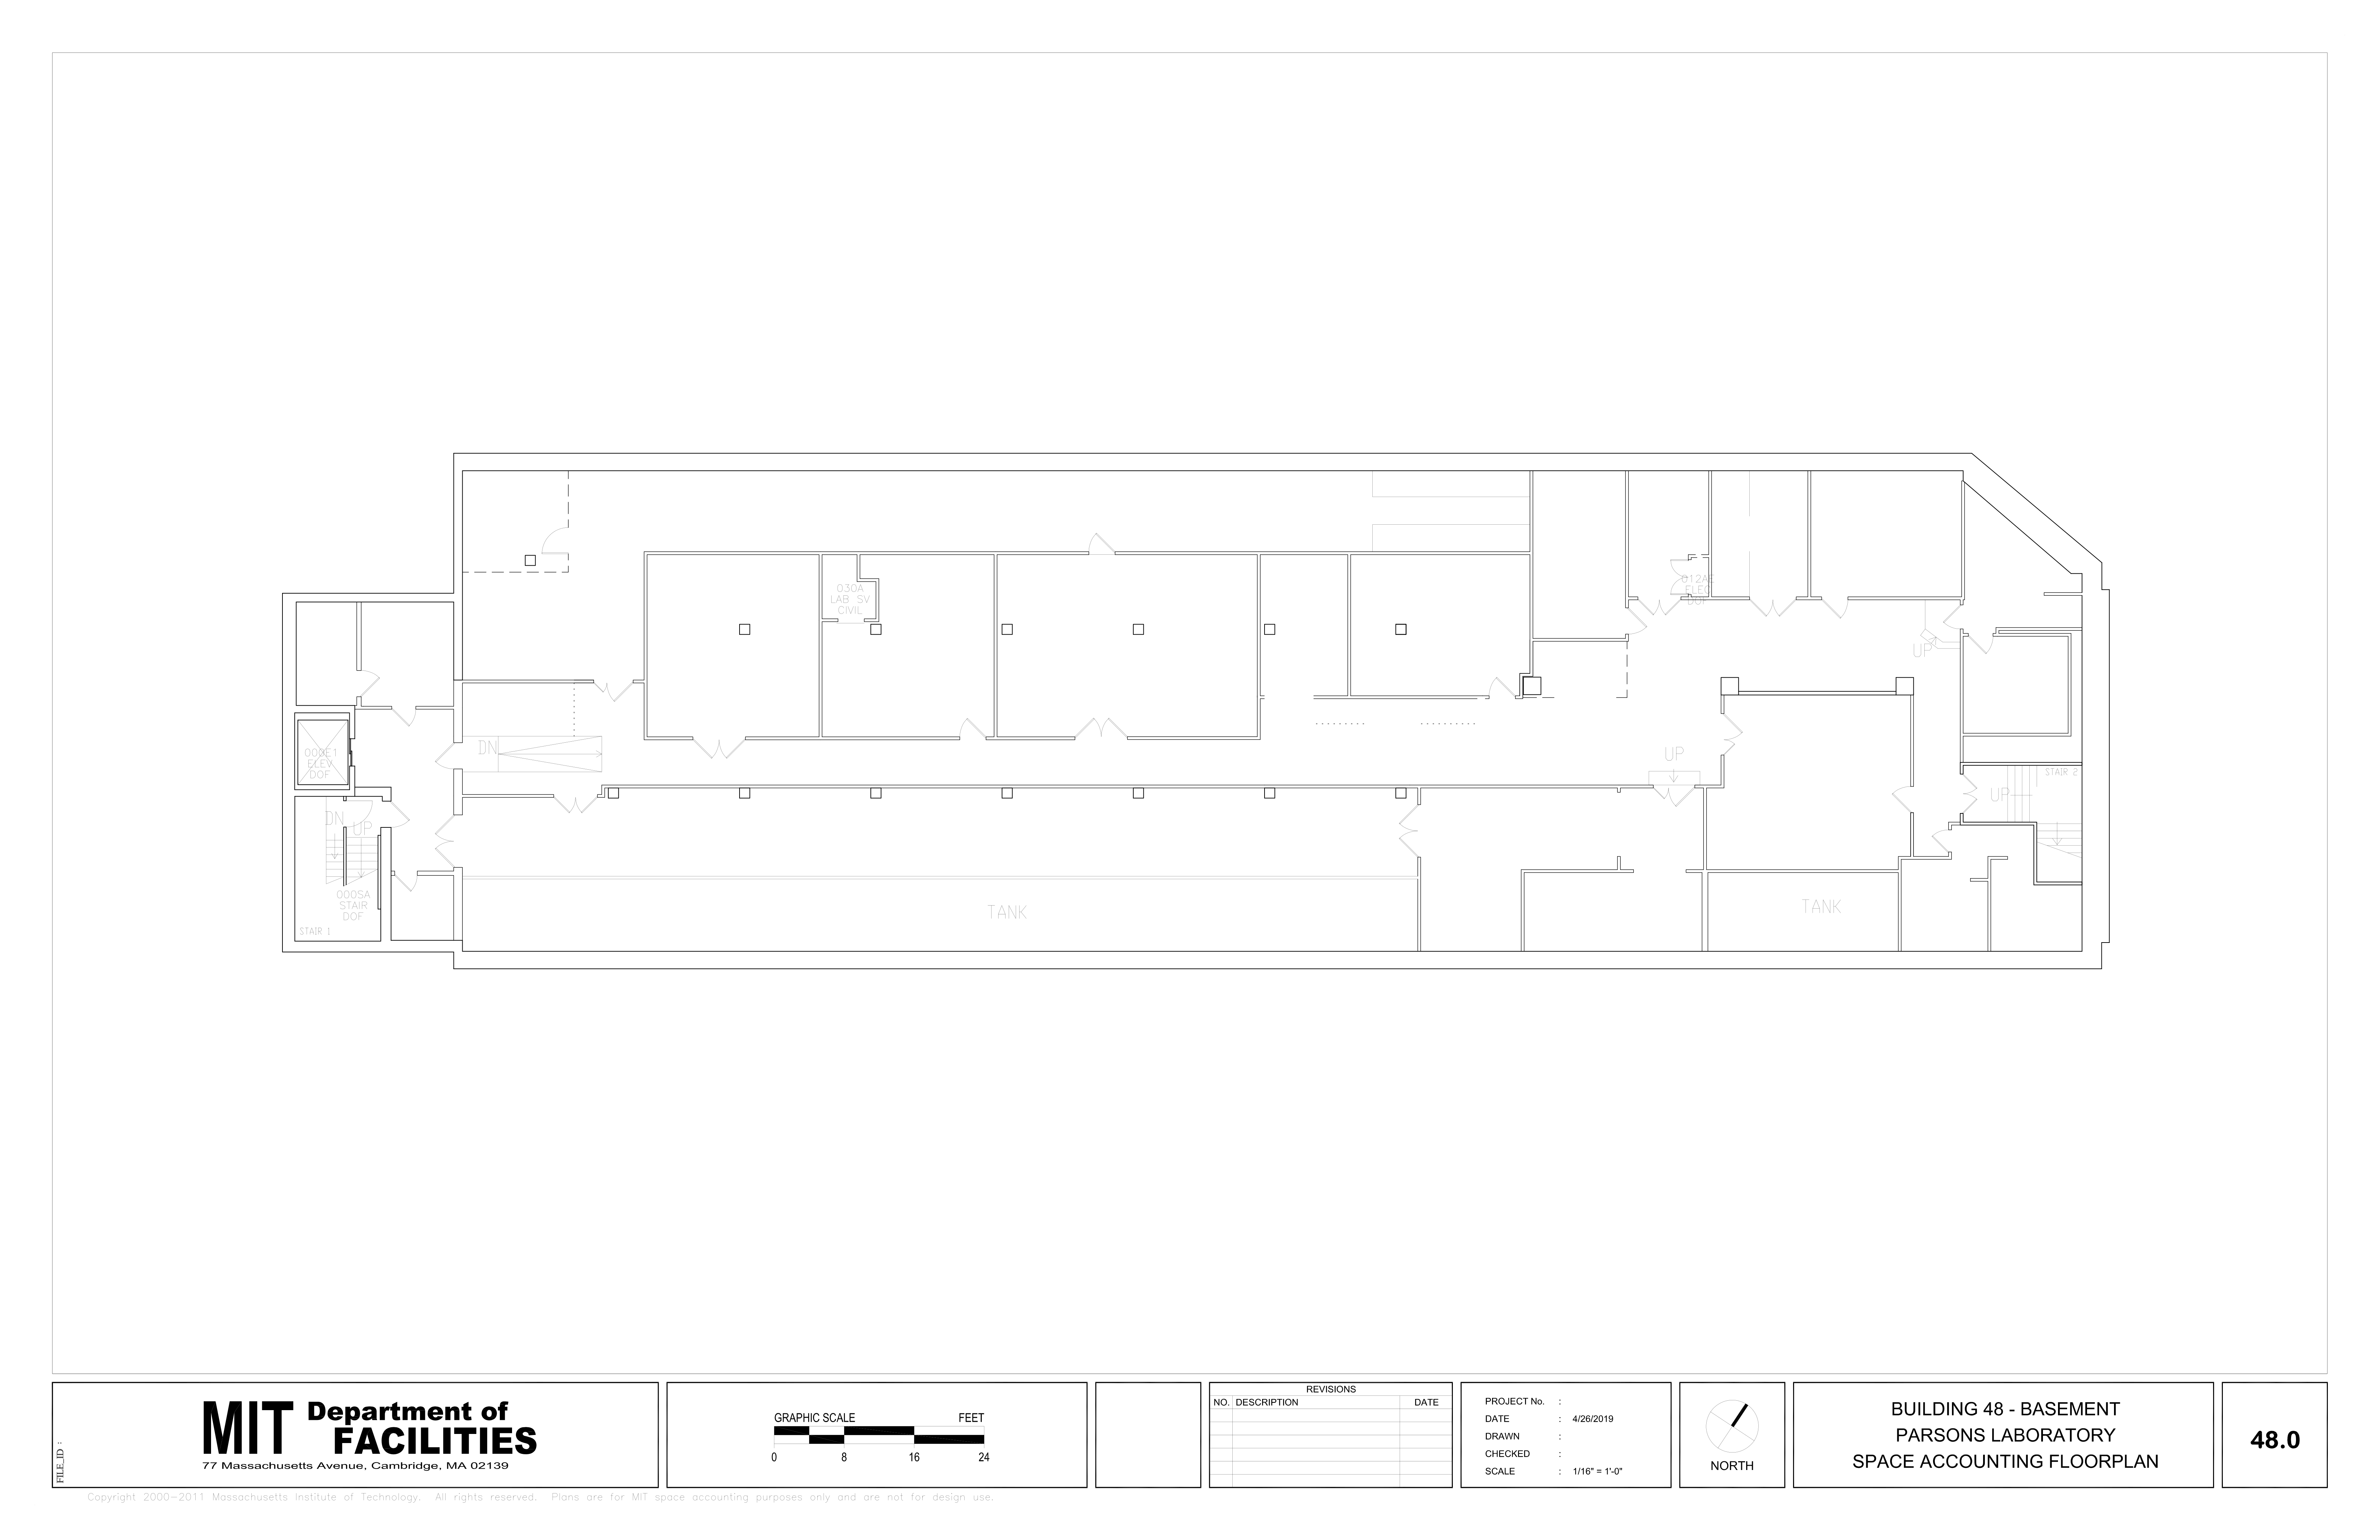 030A
LAB SV
CIVIL
012AE
ELEC
DOF
UP
DN
000E1
ELEV
DOF
UP
STAIR 2
UP
DN
UP
000SA
STAIR
DOF
STAIR 1
TANK
TANK
FILE_ID :
MIT Department of
FACILITIES
77 Massachusetts Avenue, Cambridge, MA 02139
GRAPHIC SCALE FEET
0 8 16 24
REVISIONS
NO. DESCRIPTION DATE
PROJECT No. :
DATE : 4/26/2019
DRAWN :
CHECKED :
SCALE : 1/16" = 1'-0"
NORTH
BUILDING 48 - BASEMENT
PARSONS LABORATORY
SPACE ACCOUNTING FLOORPLAN
48.0
Copyright 2000-2011 Massachusetts Institute of Technology. All rights reserved. Plans are for MIT space accounting purposes only and are not for design use.